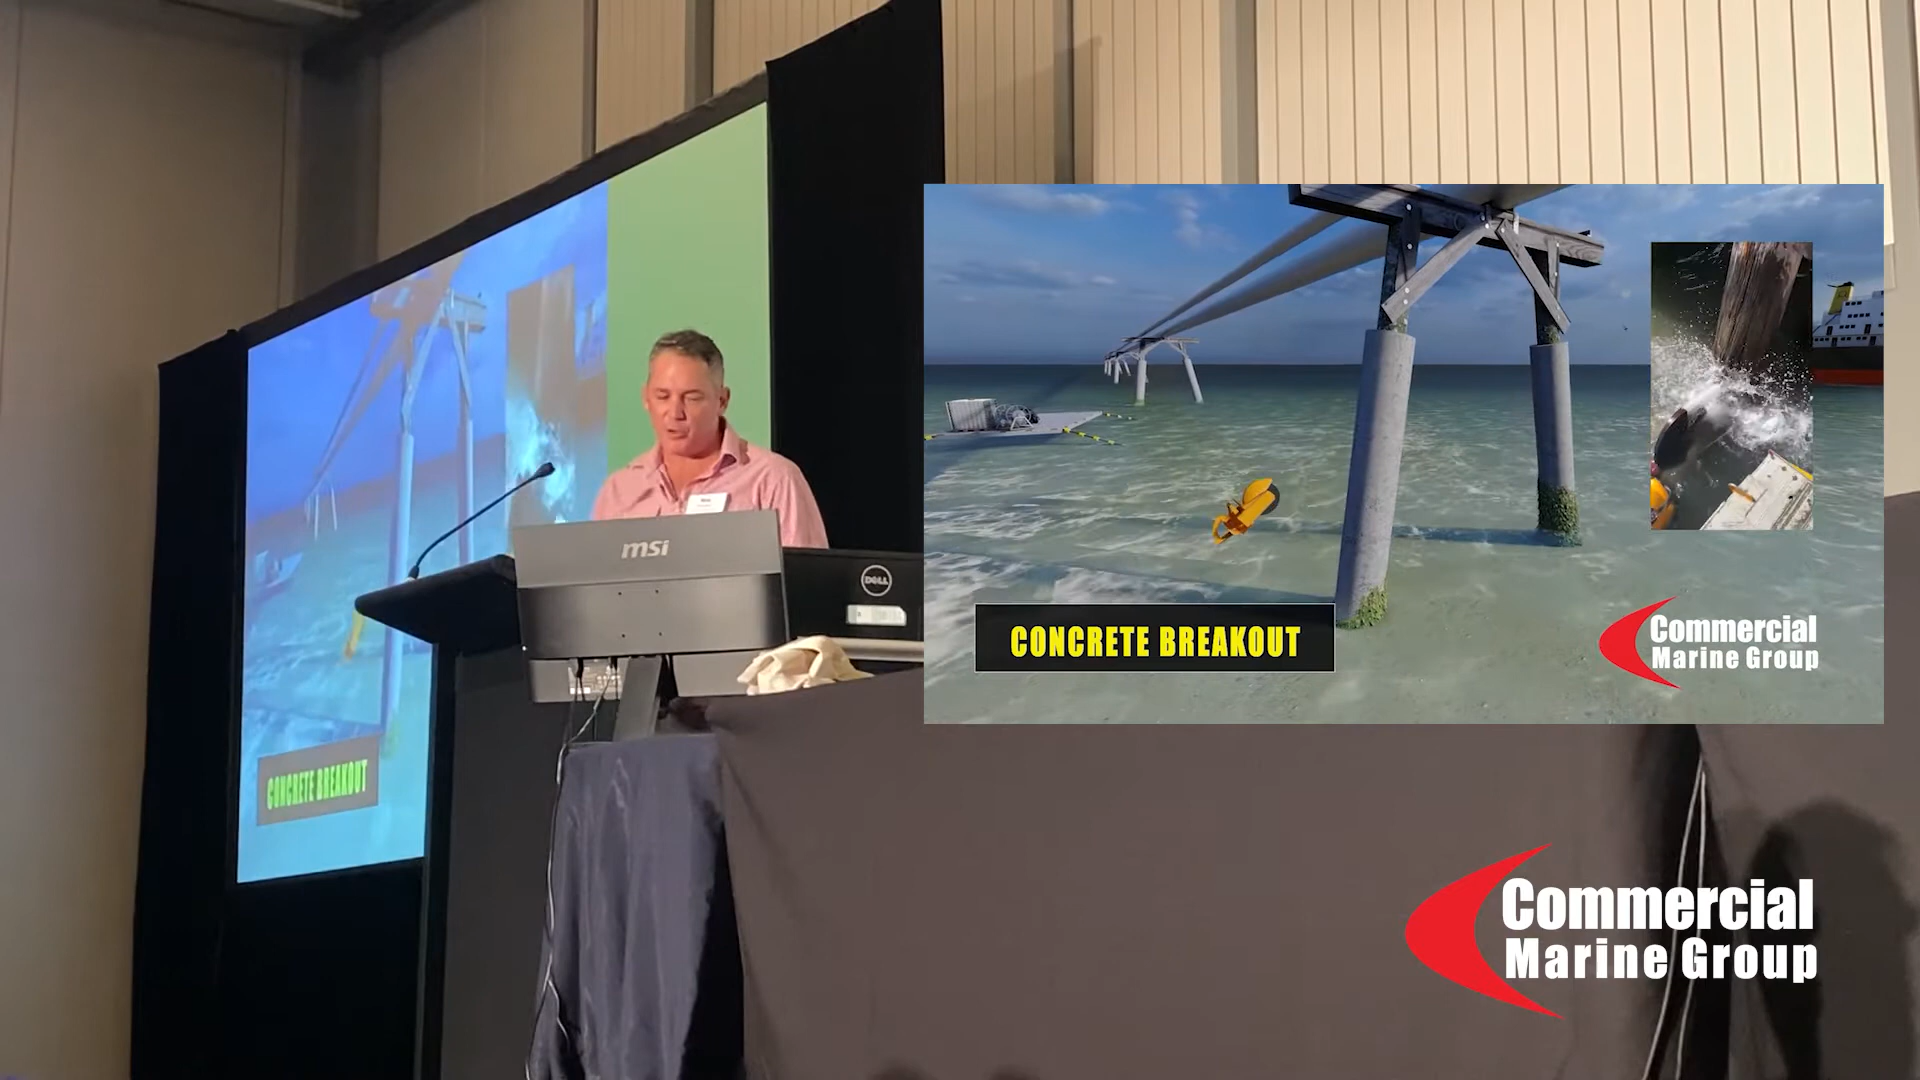 CONCRETE BREAKOUT
msi
DELL
CONCRETE BREAKOUT
Commercial
Marine Group
Commercial
Marine Group